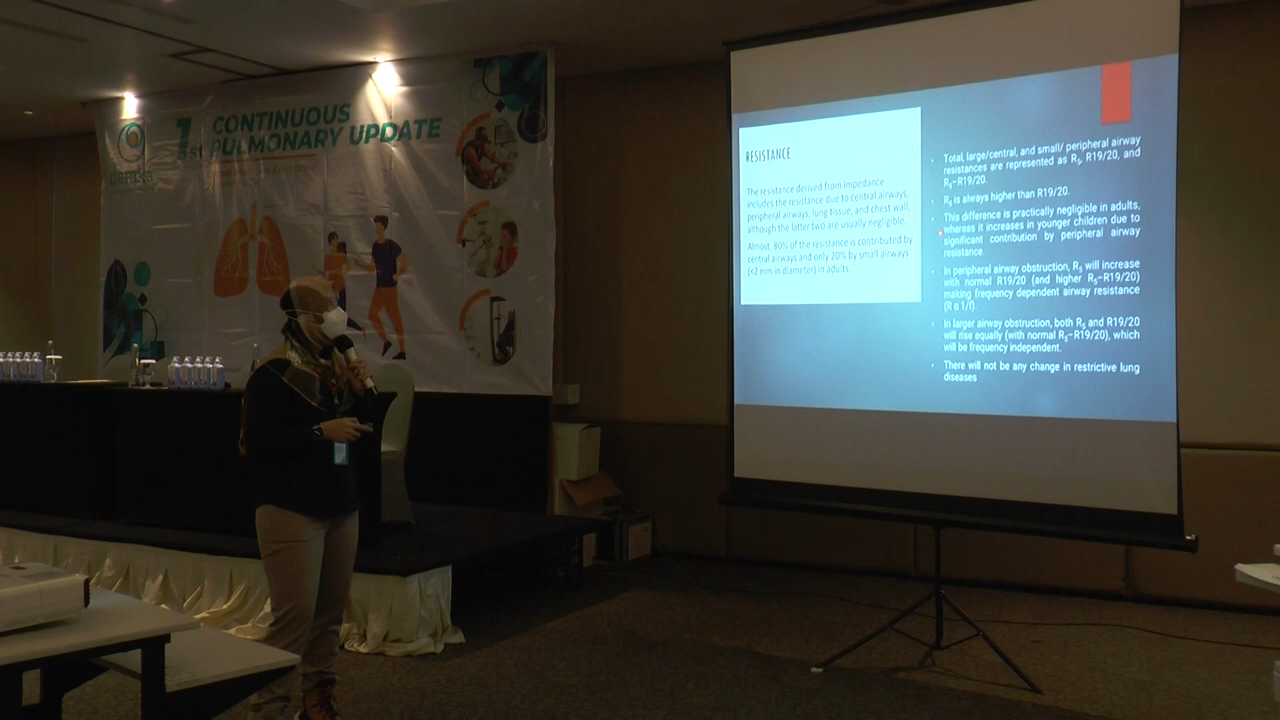 1st
CONTINUOUS
PULMONARY UPDATE
RESISTANCE
The resistance derived from impedance
includes the resistance due to central airways,
peripheral airways, lung tissue, and chest wall,
although the latter two are usually negligible.
Almost, 80% of the resistance is contributed by
central airways and only 20% by small airways
(<2 mm in diameter) in adults.
• Total, large/central, and small/ peripheral airway
resistances are represented as R5, R19/20, and
R5–R19/20.
• R5 is always higher than R19/20.
• This difference is practically negligible in adults,
whereas it increases in younger children due to
significant contribution by peripheral airway
resistance.
• In peripheral airway obstruction, R5 will increase
with normal R19/20 (and higher R5–R19/20)
making frequency dependent airway resistance
(R α 1/f).
• In larger airway obstruction, both R5 and R19/20
will rise equally (with normal R5–R19/20), which
will be frequency independent.
• There will not be any change in restrictive lung
diseases